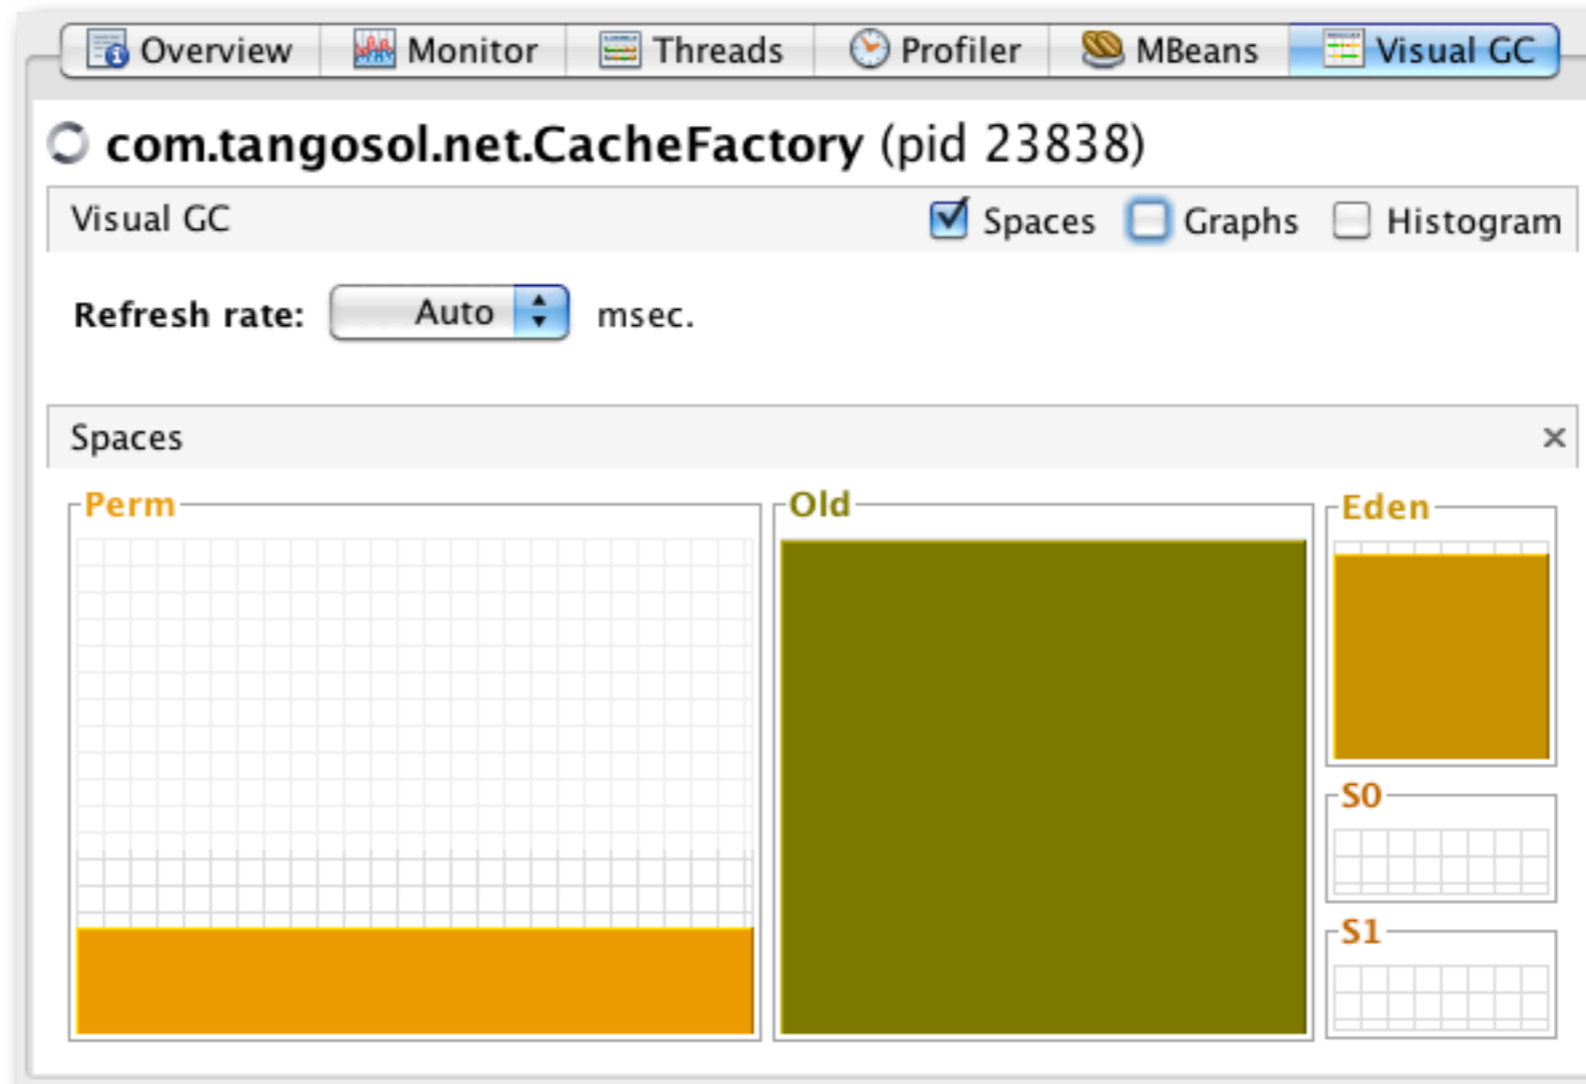 Overview Monitor Threads Profiler MBeans Visual GC
com.tangosol.net.CacheFactory (pid 23838)
Visual GC Spaces Graphs Histogram
Refresh rate: Auto msec.
Spaces
Perm Old Eden
S0
S1